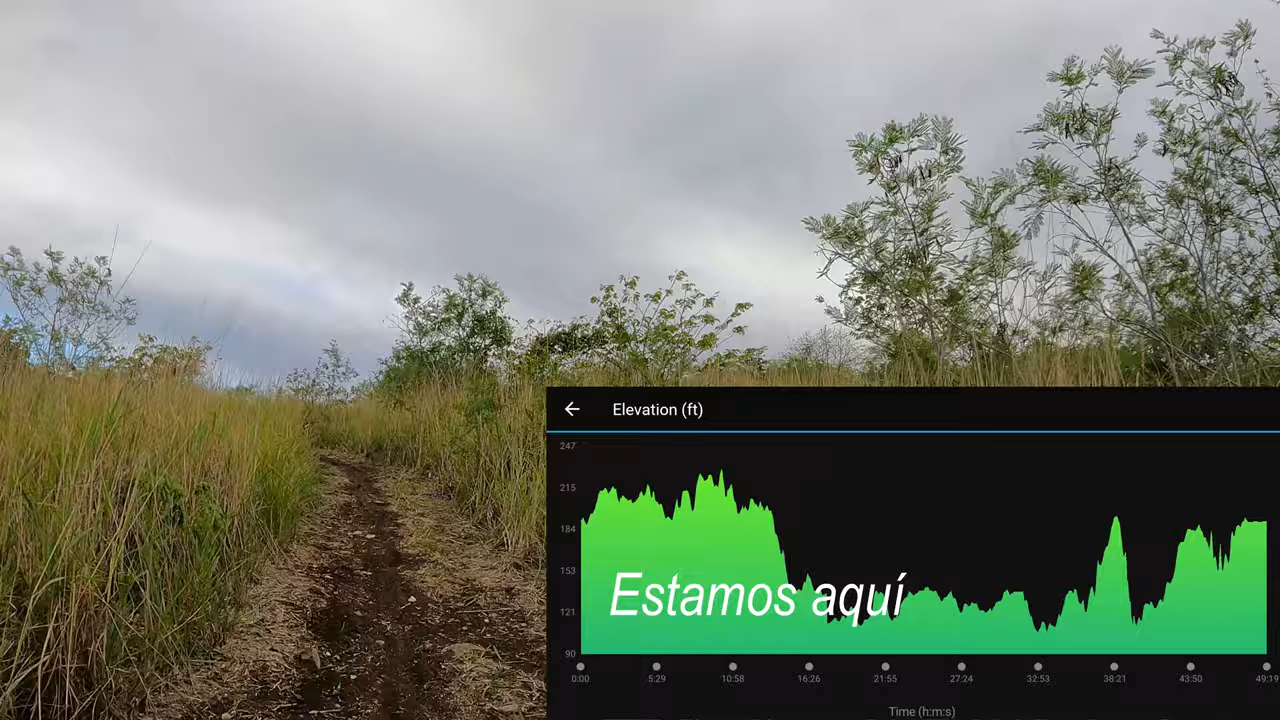 Elevation (ft)
247
215
184
153
121
90
Estamos aquí
0:00 5:29 10:58 16:26 21:55 27:24 32:53 38:21 43:50 49:19
Time (h:m:s)